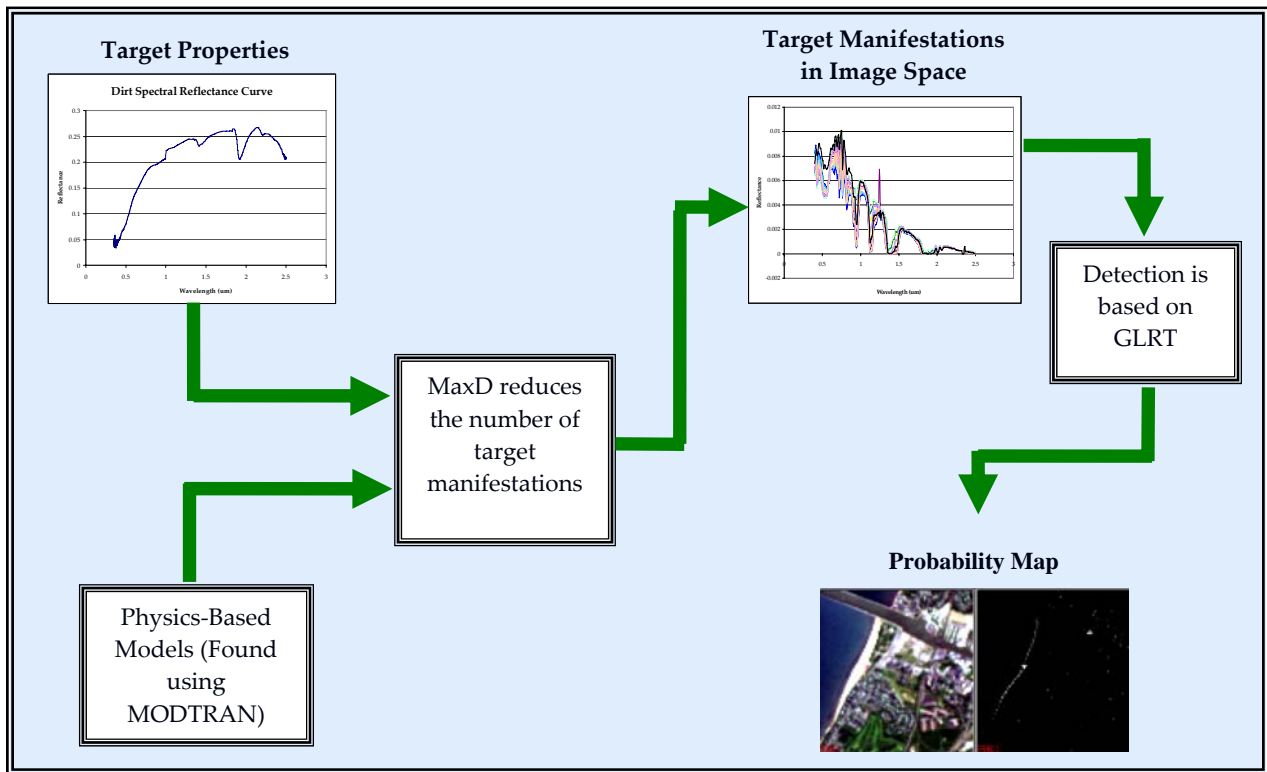 Target Properties
Dirt Spectral Reflectance Curve
0.3
0.25
0.2
0.15
0.1
0.05
0
0
0.5
1
1.5
2
2.5
3
Reflectance
Wavelength (um)
Target Manifestations
in Image Space
0.012
0.01
0.008
0.006
0.004
0.002
0
-0.002
0
0.5
1
1.5
2
2.5
3
Reflectance
Wavelength (um)
Detection is
based on
GLRT
MaxD reduces
the number of
target
manifestations
Physics-Based
Models (Found
using
MODTRAN)
Probability Map